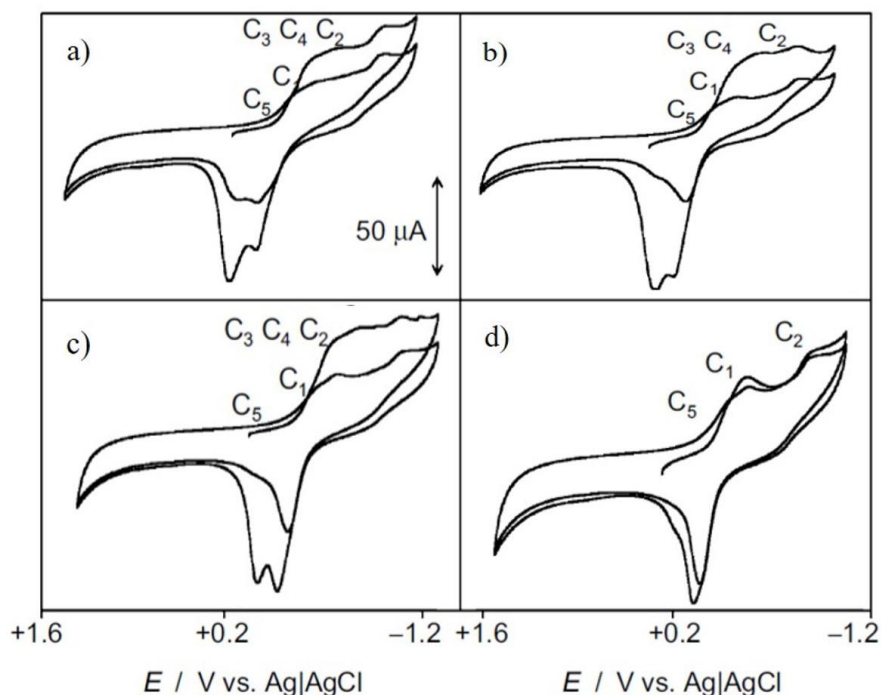 a)
C₃ C₄ C₂
C₁
C₅
50 μA
b)
C₃ C₄ C₂
C₁
C₅
c)
C₃ C₄ C₂
C₁
C₅
d)
C₂
C₁
C₅
+1.6 +0.2 −1.2 +1.6 +0.2 −1.2
E / V vs. Ag|AgCl E / V vs. Ag|AgCl